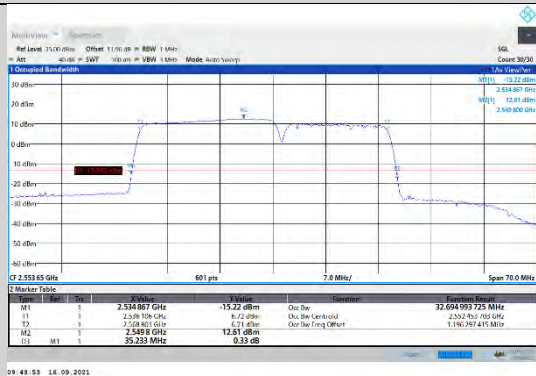 MultiView Spectrum
Ref Level 35.00 dBm Offset 11.90 dB RBW 1 MHz SGL
Att 40 dB SWT 100 ms VBW 3 MHz Mode Auto Sweep Count 30/30
1 Occupied Bandwidth 1Av ViewPwr
M1[1] -15.22 dBm
2.534 867 GHz
M2[1] 12.61 dBm
2.549 800 GHz
30 dBm
20 dBm
10 dBm
0 dBm
-10 dBm
-20 dBm
-30 dBm
-40 dBm
-50 dBm
-60 dBm
M2
CF 2.553 65 GHz 601 pts 7.0 MHz/ Span 70.0 MHz
2 Marker Table
Type Ref Trc X-Value Y-Value Function Function Result
M1 1 2.534 867 GHz -15.22 dBm Occ Bw 32.694 993 725 MHz
T1 1 2.536 106 GHz 6.72 dBm Occ Bw Centroid 2.552 453 703 GHz
T2 1 2.568 801 GHz 6.71 dBm Occ Bw Freq Offset -1.196 297 415 MHz
M2 1 2.549 8 GHz 12.61 dBm
D3 M1 1 35.233 MHz 0.33 dB
09:49:53 16.09.2021